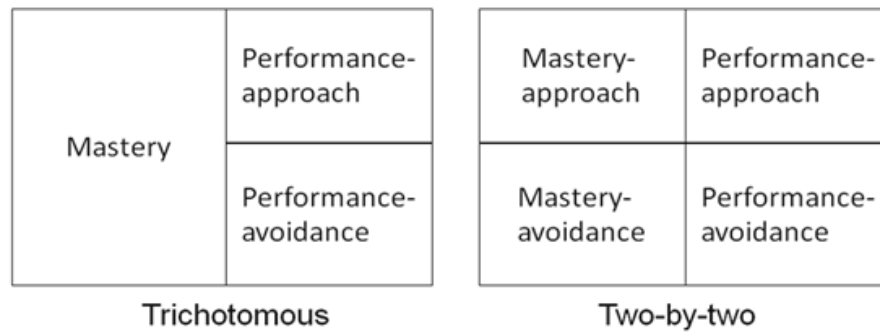 Mastery
Performance-
approach
Performance-
avoidance
Trichotomous
Mastery-
approach
Performance-
approach
Mastery-
avoidance
Performance-
avoidance
Two-by-two